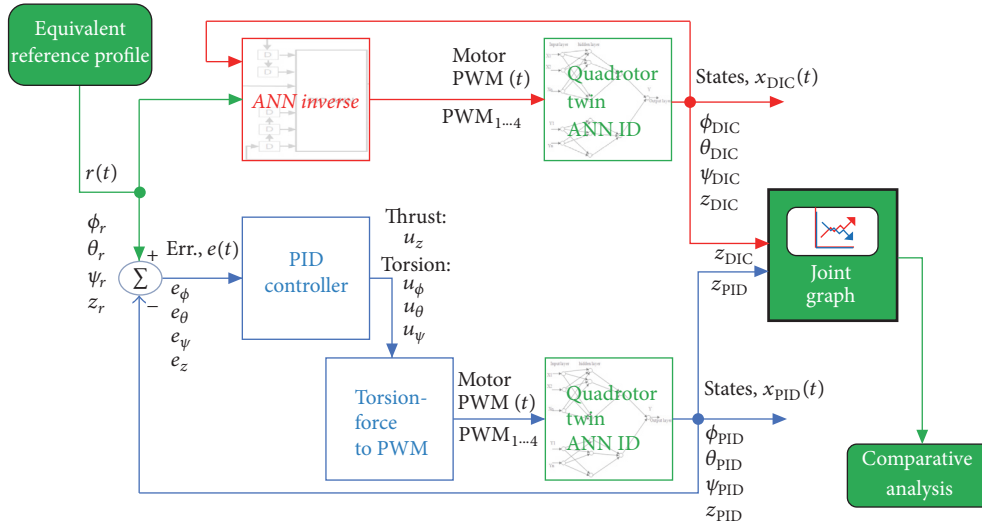 Equivalent
reference profile
r(t)
ϕr
θr
ψr
zr
+
Σ
−
Err., e(t)
eϕ
eθ
eψ
ez
ANN inverse
D
D
D
D
D
Motor
PWM (t)
PWM1···4
Quadrotor
twin
ANN ID
States, xDIC(t)
ϕDIC
θDIC
ψDIC
zDIC
PID
controller
Thrust:
uz
Torsion:
uϕ
uθ
uψ
Torsion-
force
to PWM
Motor
PWM (t)
PWM1···4
Quadrotor
twin
ANN ID
States, xPID(t)
ϕPID
θPID
ψPID
zPID
zDIC
zPID
Joint
graph
Comparative
analysis